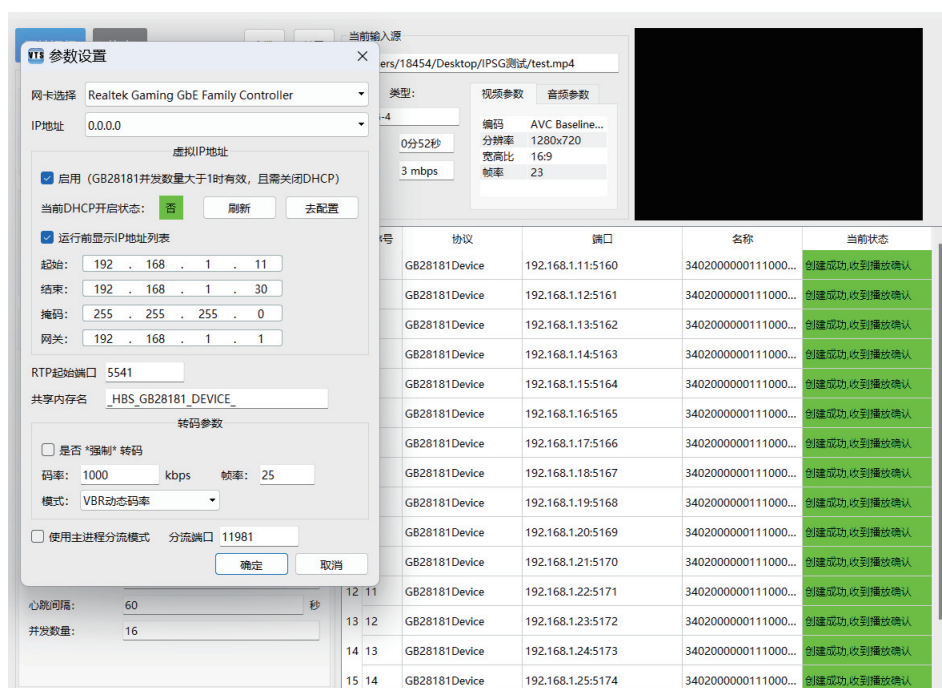 参数设置
网卡选择 Realtek Gaming GbE Family Controller
IP地址 0.0.0.0
虚拟IP地址
启用（GB28181并发数量大于1时有效，且需关闭DHCP）
当前DHCP开启状态： 否 刷新 去配置
运行前显示IP地址列表
起始： 192 . 168 . 1 . 11
结束： 192 . 168 . 1 . 30
掩码： 255 . 255 . 255 . 0
网关： 192 . 168 . 1 . 1
RTP起始端口 5541
共享内存名 _HBS_GB28181_DEVICE_
转码参数
是否 *强制* 转码
码率： 1000 kbps 帧率： 25
模式： VBR动态码率
使用主进程分流模式 分流端口 11981
确定 取消
心跳间隔： 60 秒
并发数量： 16
当前输入源
ers/18454/Desktop/IPSG测试/test.mp4
类型：
-4
0分52秒
3 mbps
视频参数 音频参数
编码 AVC Baseline...
分辨率 1280x720
宽高比 16:9
帧率 23
号 协议 端口 名称 当前状态
GB28181Device 192.168.1.11:5160 3402000000111000... 创建成功,收到播放确认
GB28181Device 192.168.1.12:5161 3402000000111000... 创建成功,收到播放确认
GB28181Device 192.168.1.13:5162 3402000000111000... 创建成功,收到播放确认
GB28181Device 192.168.1.14:5163 3402000000111000... 创建成功,收到播放确认
GB28181Device 192.168.1.15:5164 3402000000111000... 创建成功,收到播放确认
GB28181Device 192.168.1.16:5165 3402000000111000... 创建成功,收到播放确认
GB28181Device 192.168.1.17:5166 3402000000111000... 创建成功,收到播放确认
GB28181Device 192.168.1.18:5167 3402000000111000... 创建成功,收到播放确认
GB28181Device 192.168.1.19:5168 3402000000111000... 创建成功,收到播放确认
GB28181Device 192.168.1.20:5169 3402000000111000... 创建成功,收到播放确认
GB28181Device 192.168.1.21:5170 3402000000111000... 创建成功,收到播放确认
12 11 GB28181Device 192.168.1.22:5171 3402000000111000... 创建成功,收到播放确认
13 12 GB28181Device 192.168.1.23:5172 3402000000111000... 创建成功,收到播放确认
14 13 GB28181Device 192.168.1.24:5173 3402000000111000... 创建成功,收到播放确认
15 14 GB28181Device 192.168.1.25:5174 3402000000111000... 创建成功,收到播放确认